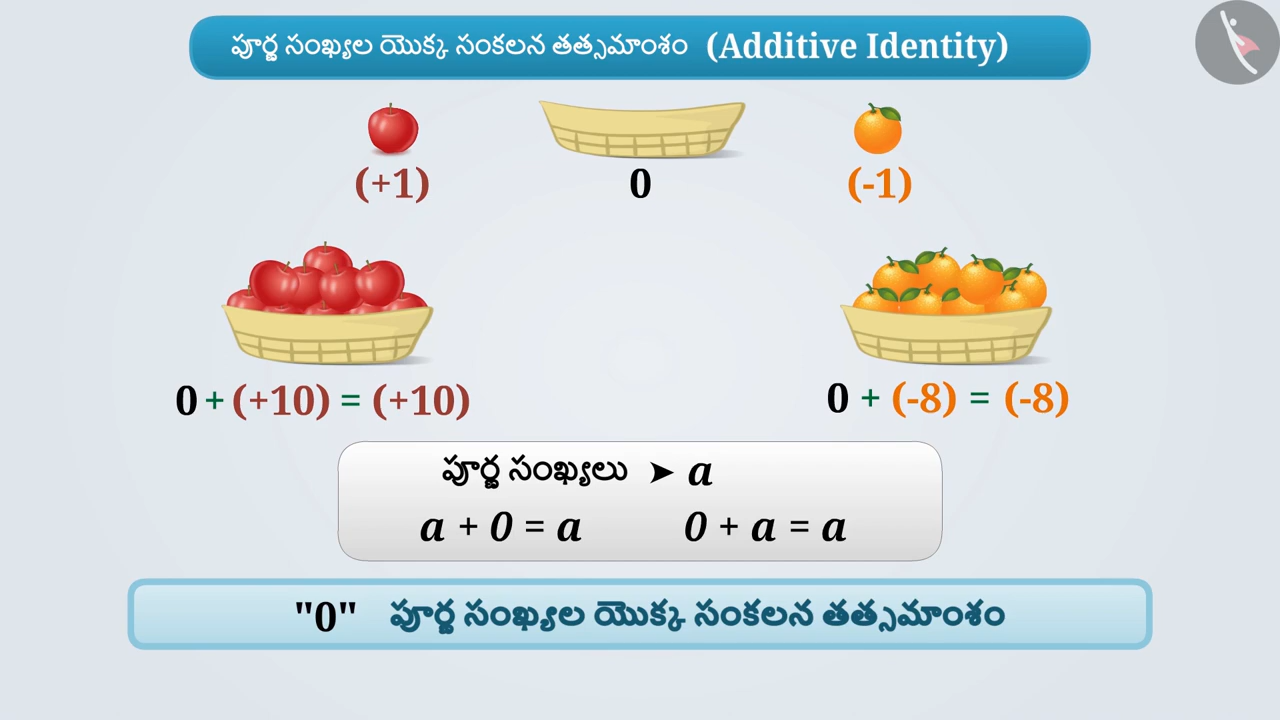 పూర్ణ సంఖ్యల యొక్క సంకలన తత్సమాంశం (Additive Identity)
(+1) 0 (-1)
0 + (+10) = (+10) 0 + (-8) = (-8)
పూర్ణ సంఖ్యలు ➤ a
a + 0 = a 0 + a = a
"0" పూర్ణ సంఖ్యల యొక్క సంకలన తత్సమాంశం